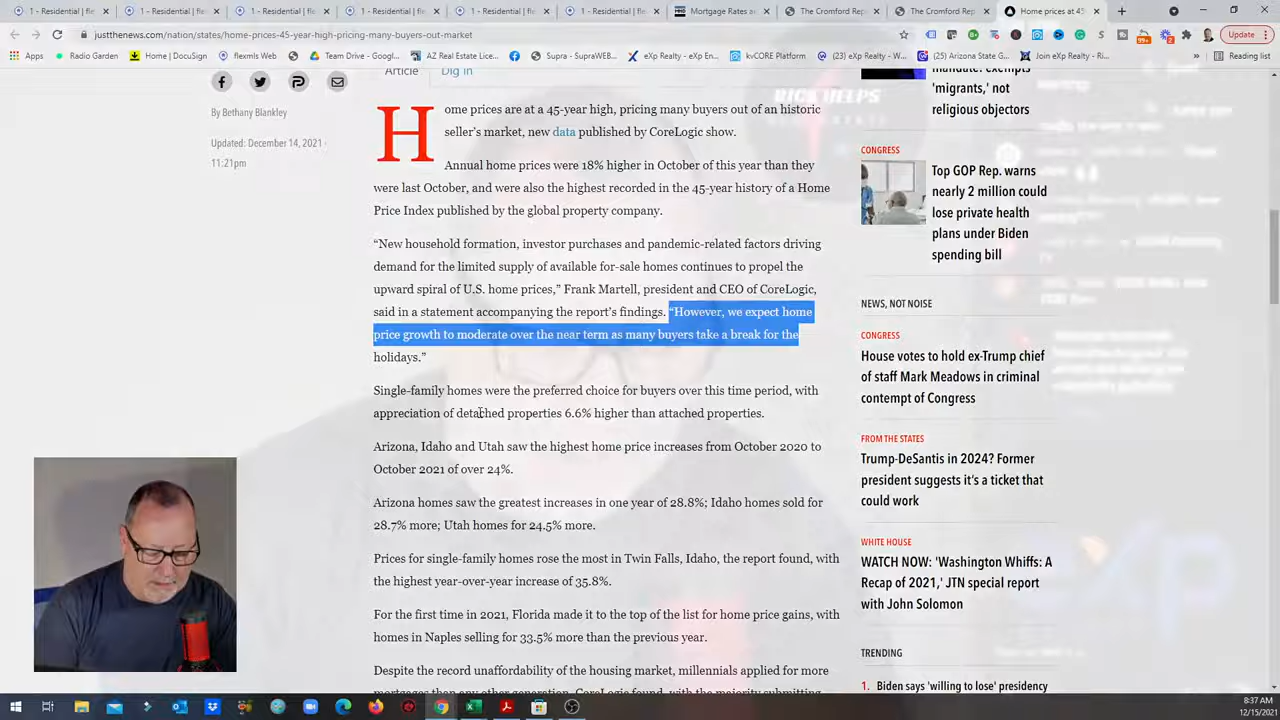 1 - Residential | fle
1 - Residential | fle
1 - Residential | fle
1 - Residential | fle
1 - Residential | fle
1 - Residential | fle
Mortgage Rates a
The Cromford Rep
The Cromford Rep
Home prices at 45
justthenews.com/nation/states/home-price-45-year-high-pricing-many-buyers-out-market
Update
Apps
Radio Garden
Home | DocuSign
DexterMLS Web
Team Drive - Googl...
AZ Real Estate Lice...
Supra - SupraWEB...
eXp Realty - eXp En...
eXp Realty
kvCORE Platform
(23) eXp Realty - W...
(25) Arizona State G...
Join eXp Realty - R...
Reading list
Article
Dig in
By Bethany Blankley
Updated: December 14, 2021
11:21pm
Home prices are at a 45-year high, pricing many buyers out of an historic
seller's market, new data published by CoreLogic show.
Annual home prices were 18% higher in October of this year than they
were last October, and were also the highest recorded in the 45-year history of a Home
Price Index published by the global property company.
“New household formation, investor purchases and pandemic-related factors driving
demand for the limited supply of available for-sale homes continues to propel the
upward spiral of U.S. home prices,” Frank Martell, president and CEO of CoreLogic,
said in a statement accompanying the report's findings. “However, we expect home
price growth to moderate over the near term as many buyers take a break for the
holidays.”
Single-family homes were the preferred choice for buyers over this time period, with
appreciation of detached properties 6.6% higher than attached properties.
Arizona, Idaho and Utah saw the highest home price increases from October 2020 to
October 2021 of over 24%.
Arizona homes saw the greatest increases in one year of 28.8%; Idaho homes sold for
28.7% more; Utah homes for 24.5% more.
Prices for single-family homes rose the most in Twin Falls, Idaho, the report found, with
the highest year-over-year increase of 35.8%.
For the first time in 2021, Florida made it to the top of the list for home price gains, with
homes in Naples selling for 33.5% more than the previous year.
Despite the record unaffordability of the housing market, millennials applied for more
mortgages than any other generation, CoreLogic found, with the majority submitting
mandate: exempts
'migrants,' not
religious objectors
CONGRESS
Top GOP Rep. warns
nearly 2 million could
lose private health
plans under Biden
spending bill
NEWS, NOT NOISE
CONGRESS
House votes to hold ex-Trump chief
of staff Mark Meadows in criminal
contempt of Congress
FROM THE STATES
Trump-DeSantis in 2024? Former
president suggests it's a ticket that
could work
WHITE HOUSE
WATCH NOW: 'Washington Whiffs: A
Recap of 2021,' JTN special report
with John Solomon
TRENDING
1. Biden says 'willing to lose' presidency
RICK HELPS
8:37 AM
12/15/2021